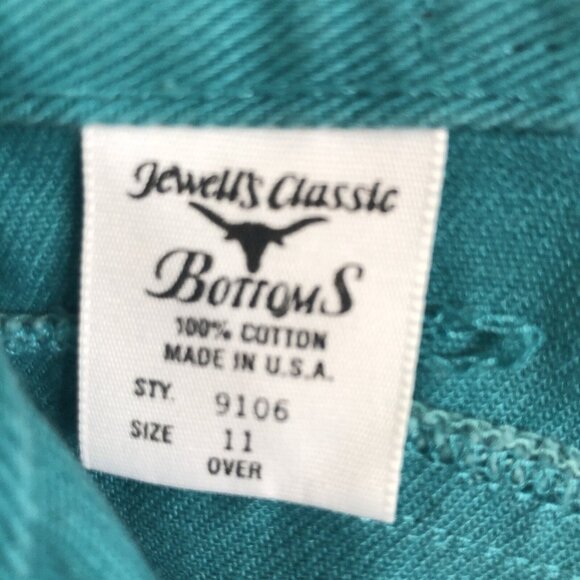 Jewell's Classic
Bottoms
100% COTTON
MADE IN U.S.A.
STY. 9106
SIZE 11
OVER